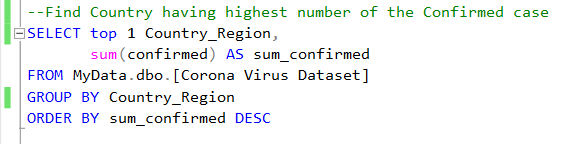 --Find Country having highest number of the Confirmed case
SELECT top 1 Country_Region,
sum(confirmed) AS sum_confirmed
FROM MyData.dbo.[Corona Virus Dataset]
GROUP BY Country_Region
ORDER BY sum_confirmed DESC